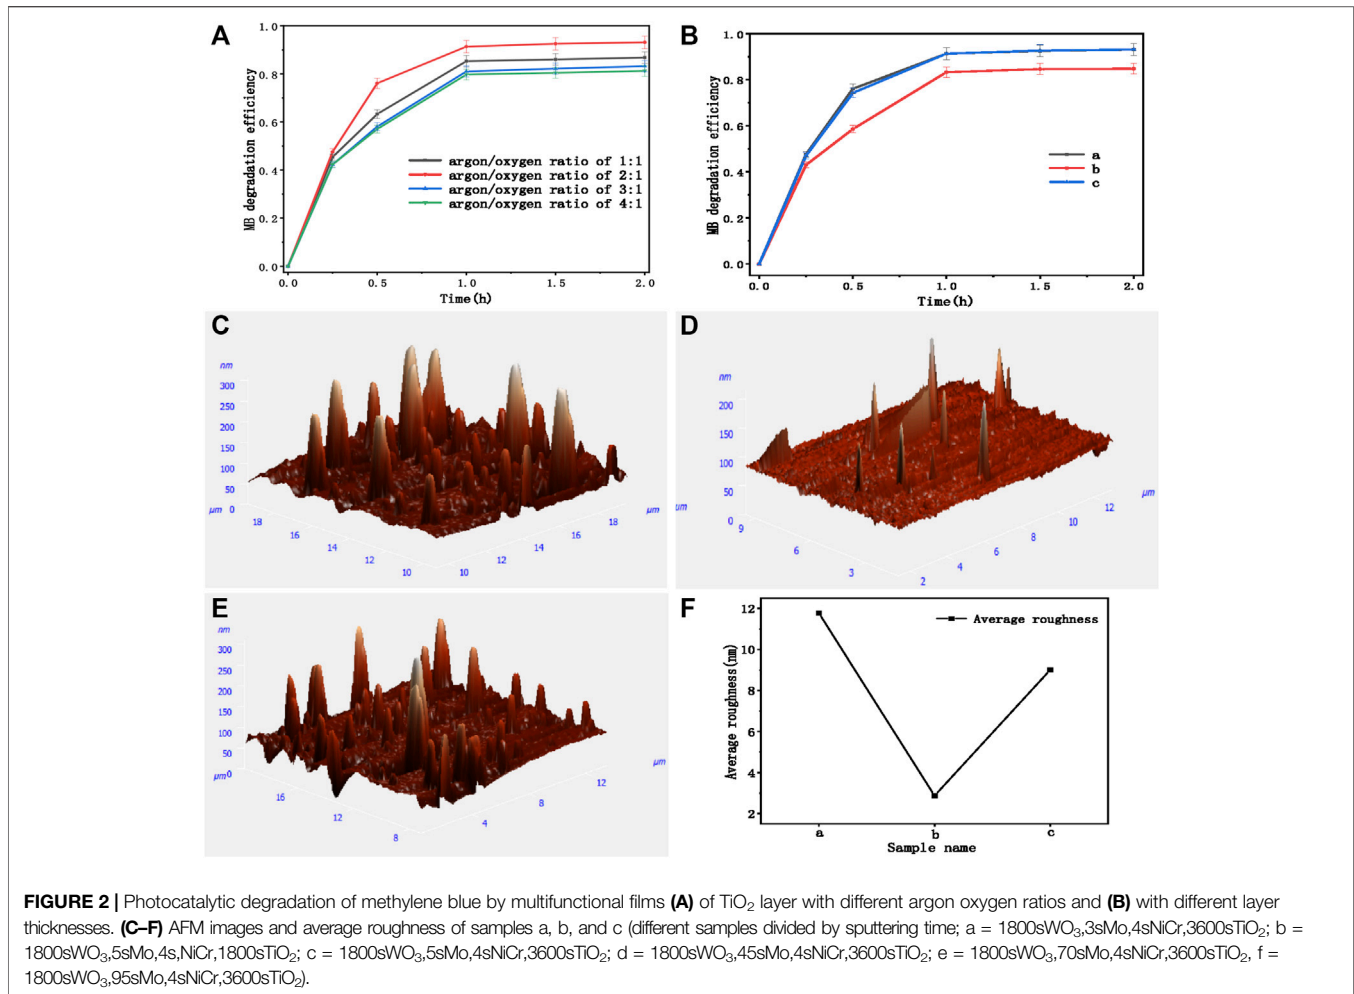 A
1.0
0.8
0.6
0.4
0.2
0.0
MB degradation efficiency
argon/oxygen ratio of 1:1
argon/oxygen ratio of 2:1
argon/oxygen ratio of 3:1
argon/oxygen ratio of 4:1
0.0 0.5 1.0 1.5 2.0
Time(h)
B
1.0
0.8
0.6
0.4
0.2
0.0
MB degradation efficiency
a
b
c
0.0 0.5 1.0 1.5 2.0
Time(h)
C
nm
300
250
200
150
100
50
0
μm
18 16 14 12 10
10 12 14 16 18
μm
D
nm
200
150
100
50
0
μm
9 6 3
2 4 6 8 10 12
μm
E
nm
300
250
200
150
100
50
0
μm
16 12 8
4 8 12
μm
F
12
10
8
6
4
2
Average roughness(nm)
Average roughness
a b c
Sample name
FIGURE 2 | Photocatalytic degradation of methylene blue by multifunctional films (A) of TiO₂ layer with different argon oxygen ratios and (B) with different layer
thicknesses. (C–F) AFM images and average roughness of samples a, b, and c (different samples divided by sputtering time; a = 1800sWO₃,3sMo,4sNiCr,3600sTiO₂; b =
1800sWO₃,5sMo,4s,NiCr,1800sTiO₂; c = 1800sWO₃,5sMo,4sNiCr,3600sTiO₂; d = 1800sWO₃,45sMo,4sNiCr,3600sTiO₂; e = 1800sWO₃,70sMo,4sNiCr,3600sTiO₂, f =
1800sWO₃,95sMo,4sNiCr,3600sTiO₂).